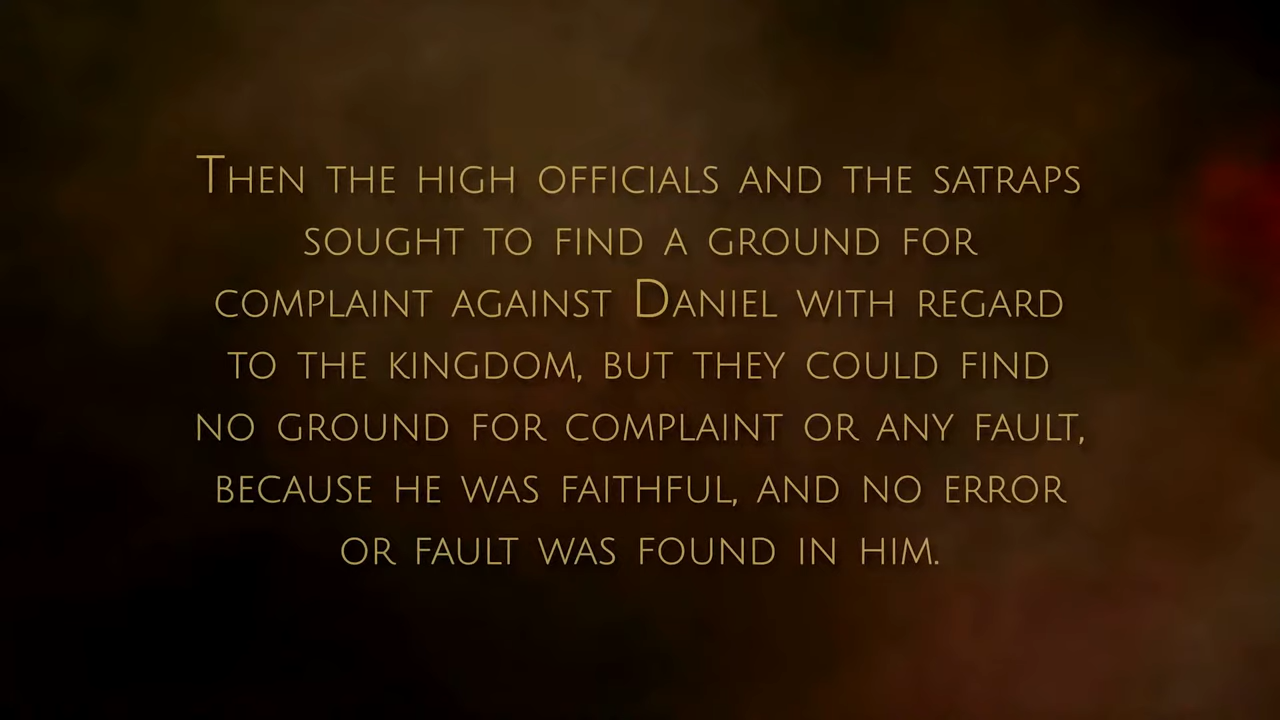 Then the high officials and the satraps
sought to find a ground for
complaint against Daniel with regard
to the kingdom, but they could find
no ground for complaint or any fault,
because he was faithful, and no error
or fault was found in him.